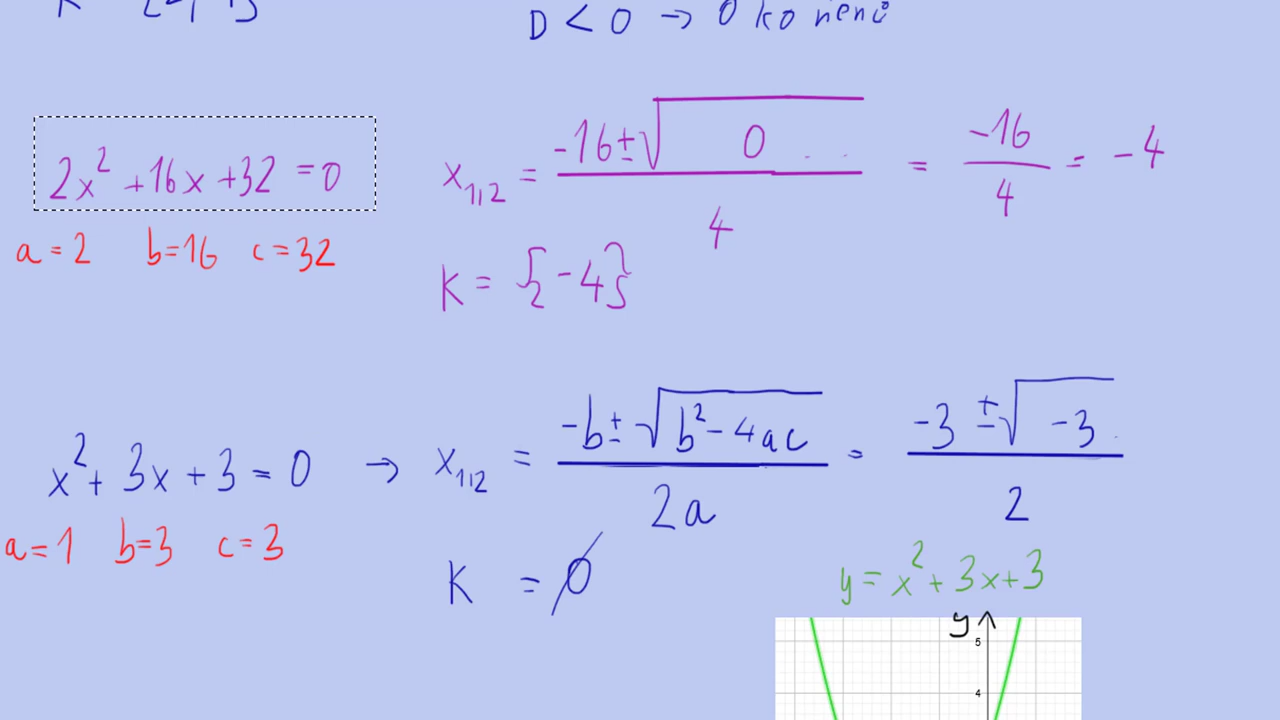 D < 0 → 0 kořenů
2x² + 16x + 32 = 0
a = 2 b = 16 c = 32
x₁,₂ = (-16 ± √0) / 4 = -16/4 = -4
K = {-4}
x² + 3x + 3 = 0 → x₁,₂ = (-b ± √(b² - 4ac)) / 2a = (-3 ± √-3) / 2
a = 1 b = 3 c = 3
K = ∅
y = x² + 3x + 3
y
5
4